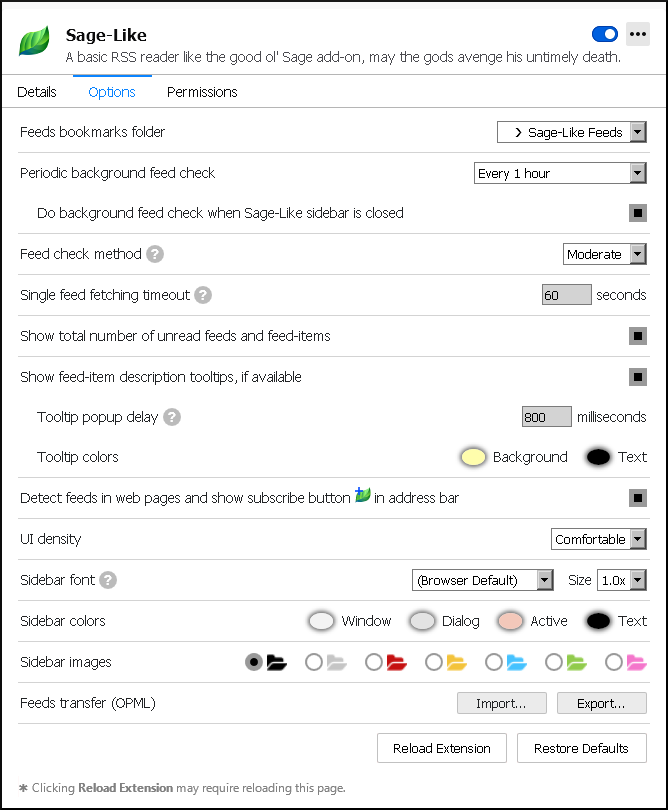 Sage-Like
A basic RSS reader like the good ol' Sage add-on, may the gods avenge his untimely death.
Details Options Permissions
Feeds bookmarks folder Sage-Like Feeds
Periodic background feed check Every 1 hour
Do background feed check when Sage-Like sidebar is closed
Feed check method ? Moderate
Single feed fetching timeout ? 60 seconds
Show total number of unread feeds and feed-items
Show feed-item description tooltips, if available
Tooltip popup delay ? 800 milliseconds
Tooltip colors Background Text
Detect feeds in web pages and show subscribe button in address bar
UI density Comfortable
Sidebar font ? (Browser Default) Size 1.0x
Sidebar colors Window Dialog Active Text
Sidebar images
Feeds transfer (OPML) Import... Export...
Reload Extension Restore Defaults
✱ Clicking Reload Extension may require reloading this page.